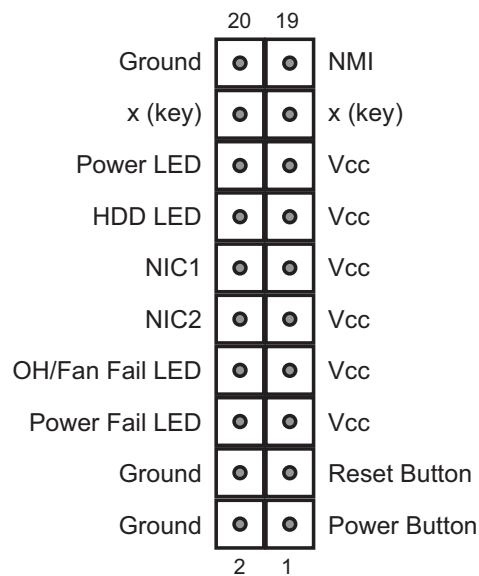 20 19
Ground NMI
x (key) x (key)
Power LED Vcc
HDD LED Vcc
NIC1 Vcc
NIC2 Vcc
OH/Fan Fail LED Vcc
Power Fail LED Vcc
Ground Reset Button
Ground Power Button
2 1